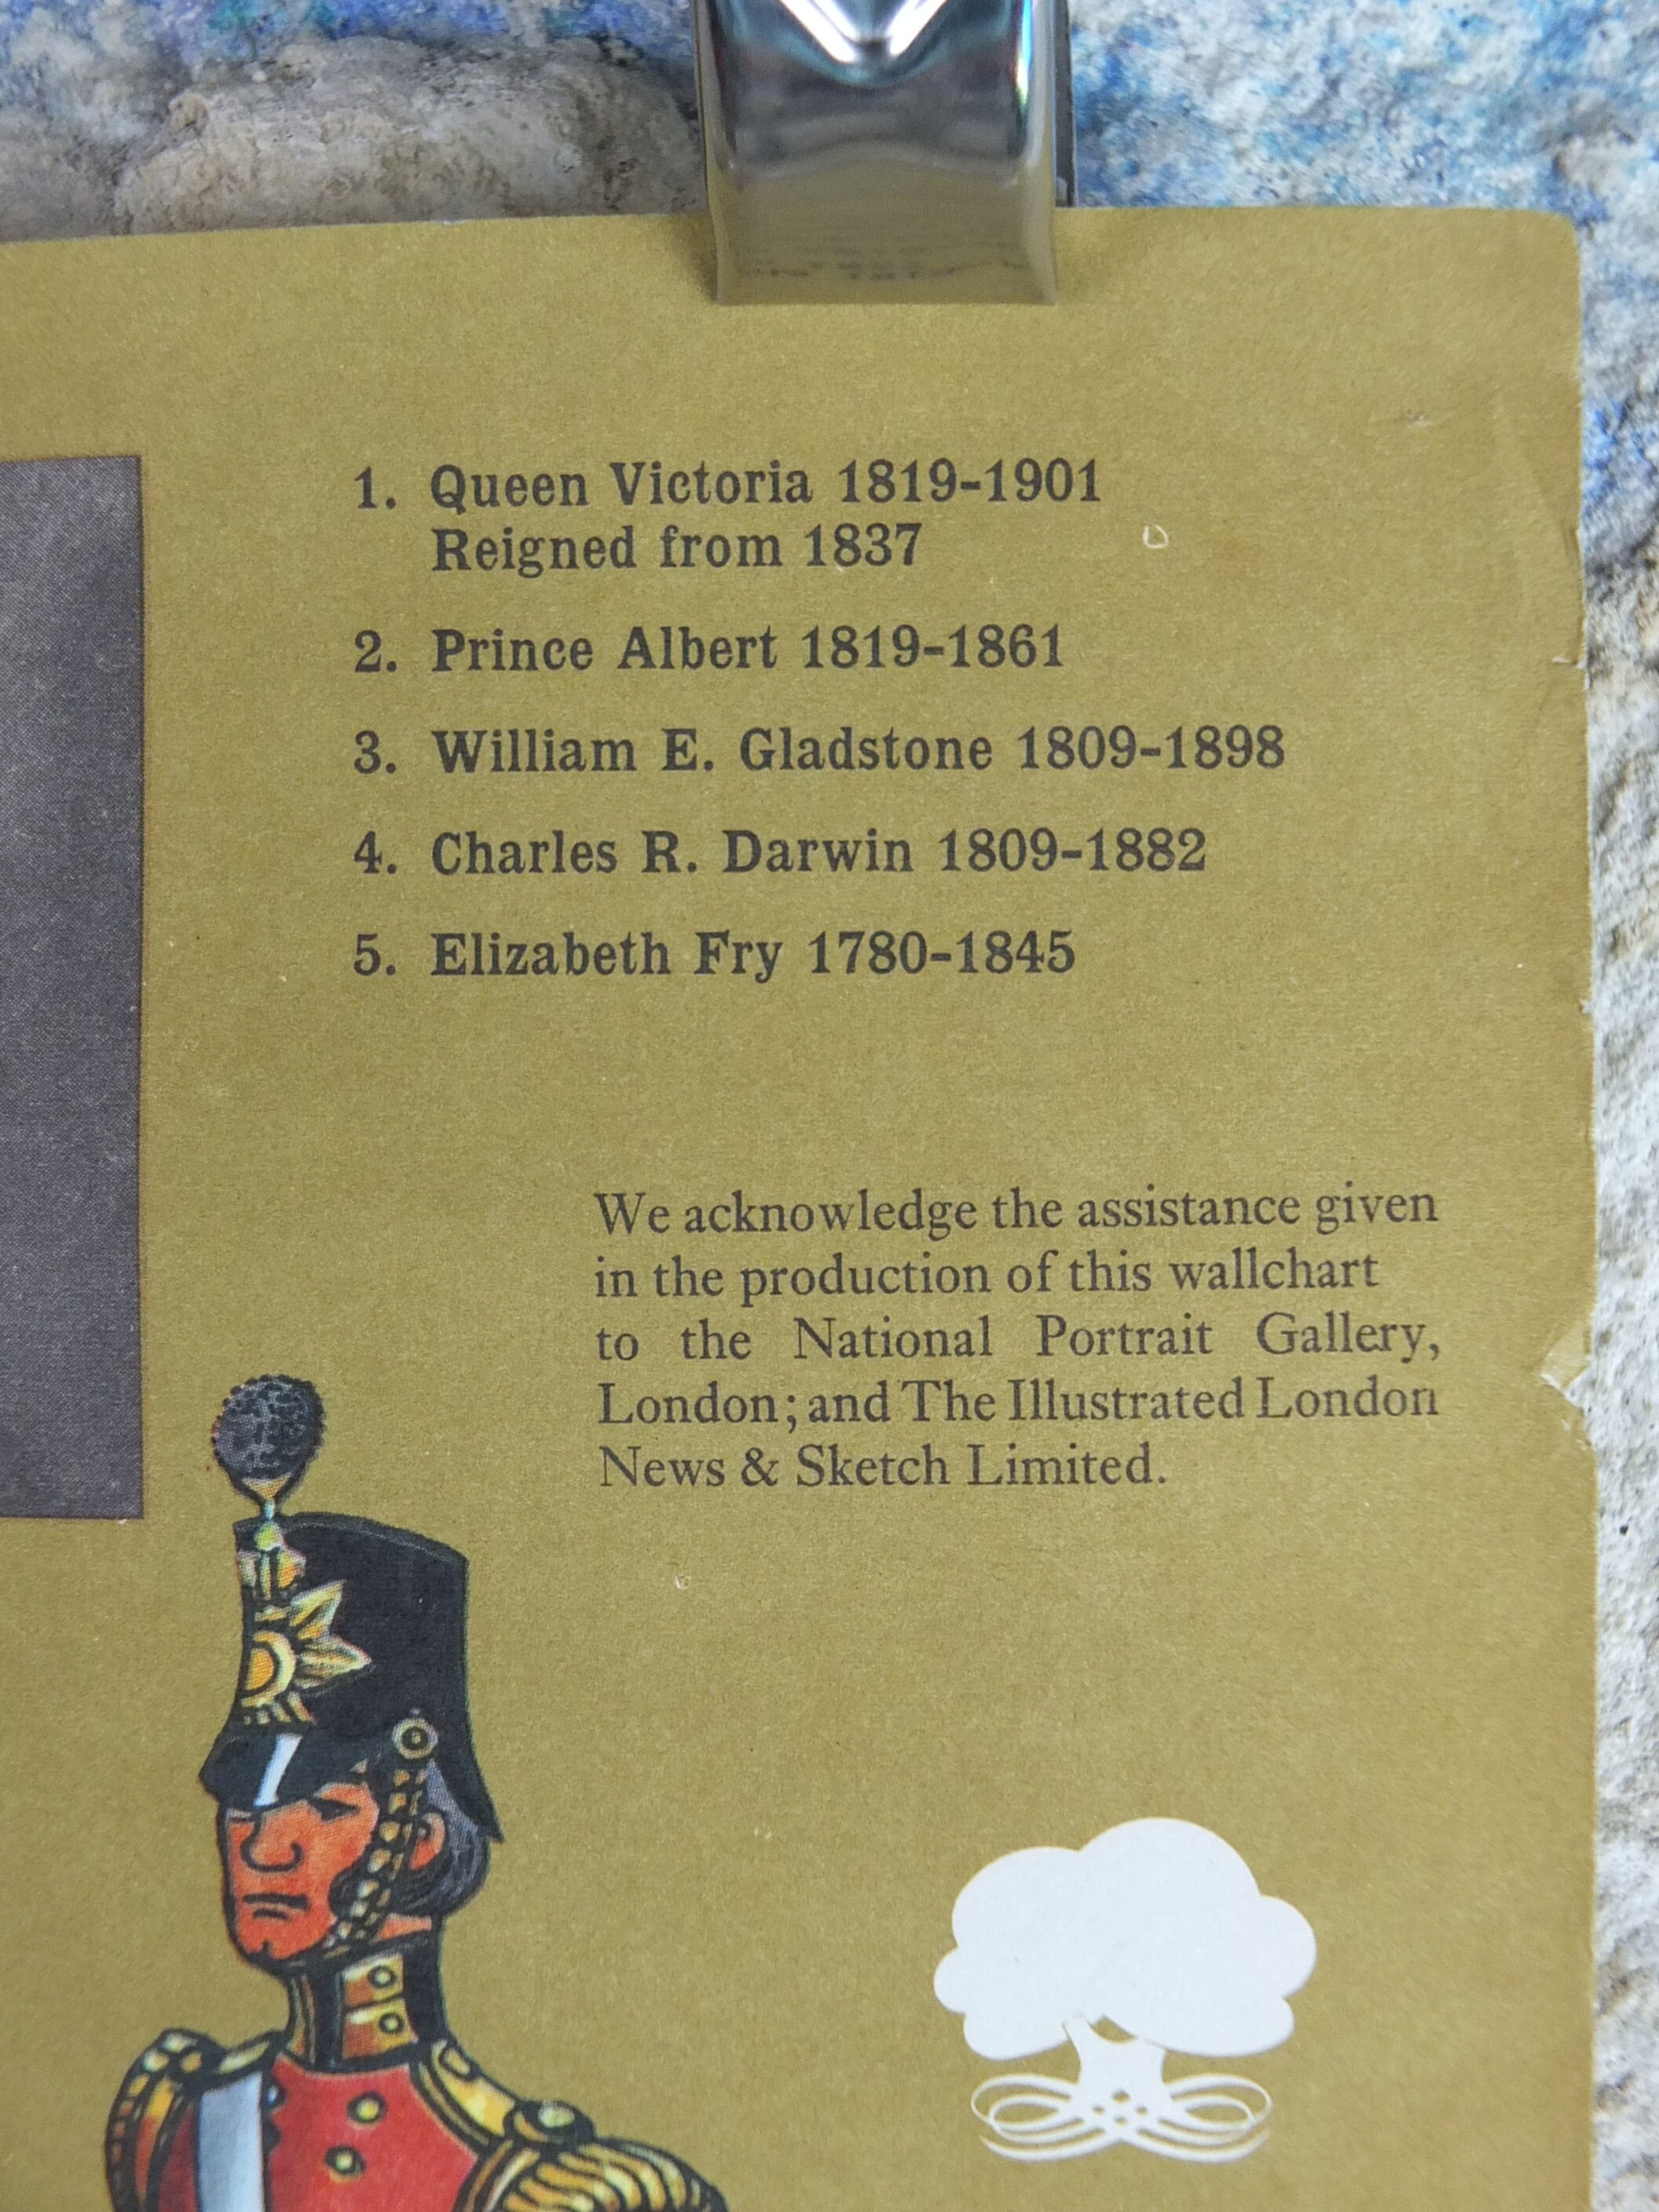 1. Queen Victoria 1819-1901
Reigned from 1837
2. Prince Albert 1819-1861
3. William E. Gladstone 1809-1898
4. Charles R. Darwin 1809-1882
5. Elizabeth Fry 1780-1845
We acknowledge the assistance given
in the production of this wallchart
to the National Portrait Gallery,
London; and The Illustrated London
News & Sketch Limited.